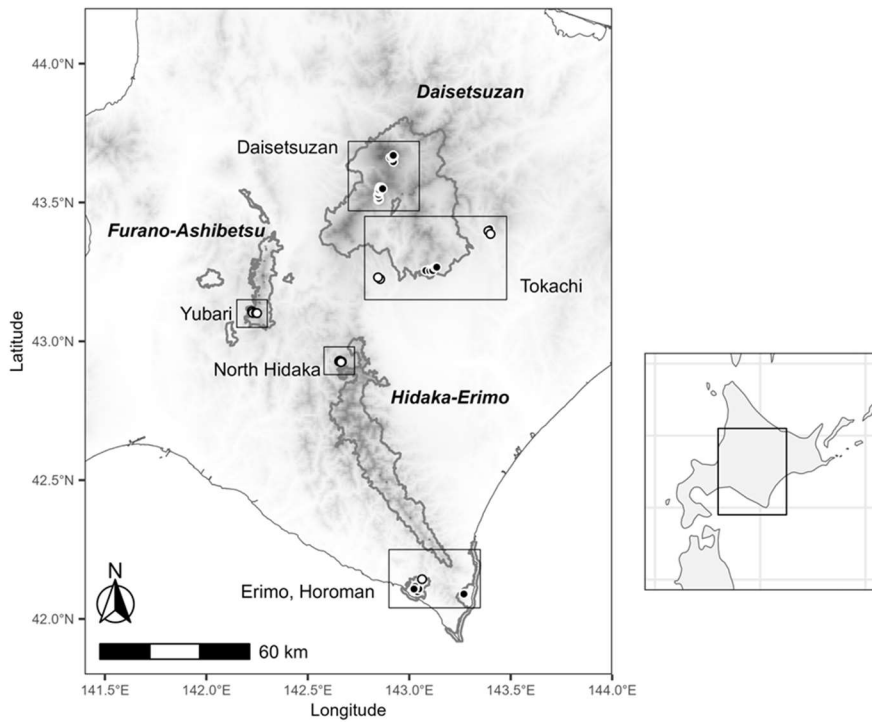 44.0°N
Daisetsuzan
Daisetsuzan
43.5°N
Furano-Ashibetsu
Tokachi
Yubari
43.0°N
North Hidaka
Hidaka-Erimo
Latitude
42.5°N
N
Erimo, Horoman
42.0°N
60 km
141.5°E 142.0°E 142.5°E 143.0°E 143.5°E 144.0°E
Longitude